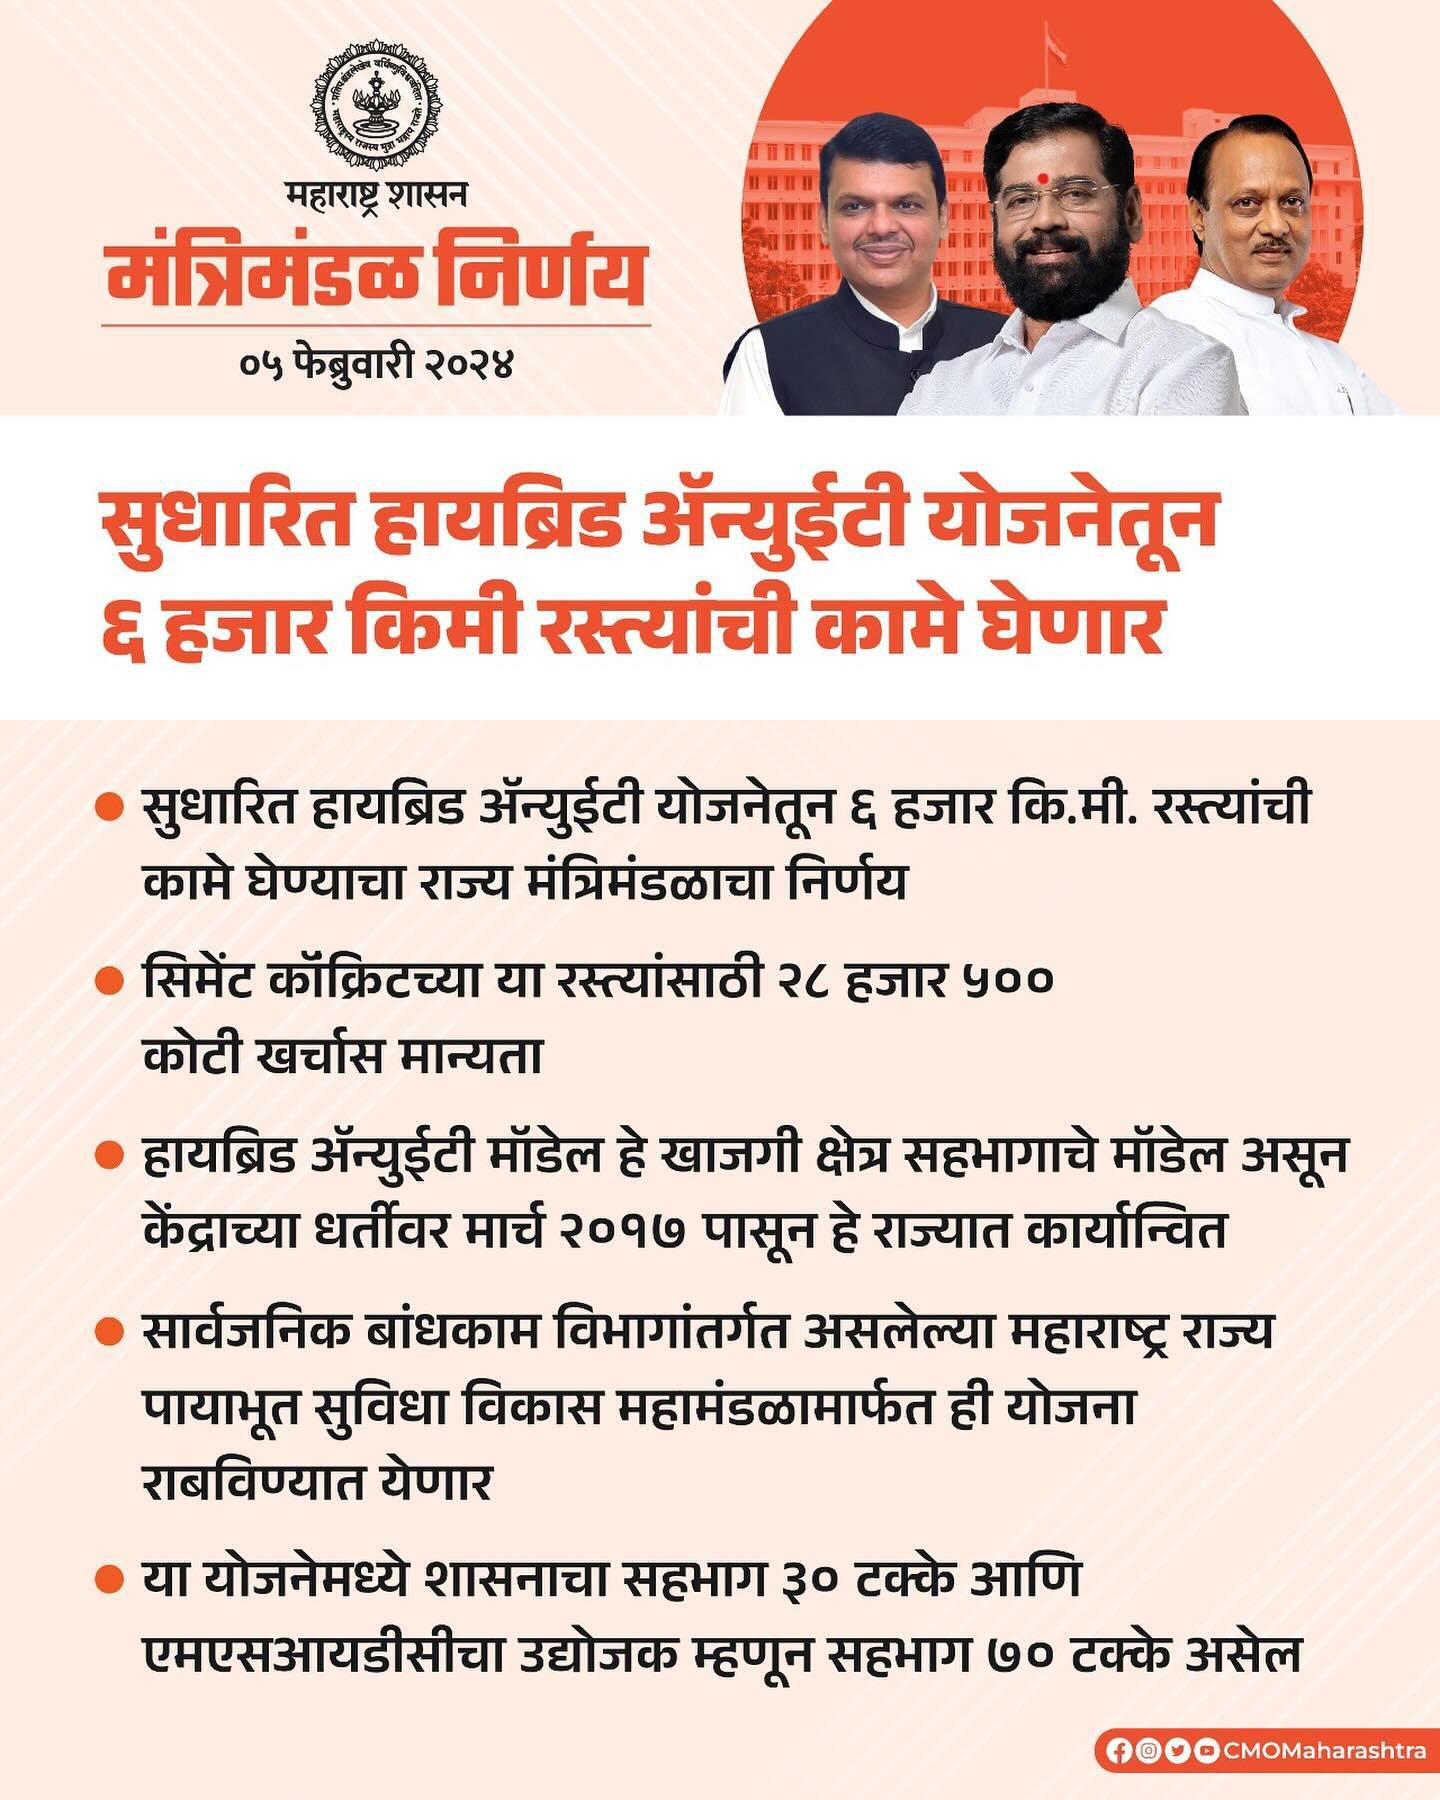 महाराष्ट्र शासन
मंत्रिमंडळ निर्णय
०५ फेब्रुवारी २०२४
सुधारित हायब्रिड ॲन्युईटी योजनेतून
६ हजार किमी रस्त्यांची कामे घेणार
सुधारित हायब्रिड ॲन्युईटी योजनेतून ६ हजार कि.मी. रस्त्यांची
कामे घेण्याचा राज्य मंत्रिमंडळाचा निर्णय
सिमेंट काँक्रिटच्या या रस्त्यांसाठी २८ हजार ५००
कोटी खर्चास मान्यता
हायब्रिड ॲन्युईटी मॉडेल हे खाजगी क्षेत्र सहभागाचे मॉडेल असून
केंद्राच्या धर्तीवर मार्च २०१७ पासून हे राज्यात कार्यान्वित
सार्वजनिक बांधकाम विभागांतर्गत असलेल्या महाराष्ट्र राज्य
पायाभूत सुविधा विकास महामंडळामार्फत ही योजना
राबविण्यात येणार
या योजनेमध्ये शासनाचा सहभाग ३० टक्के आणि
एमएसआयडीसीचा उद्योजक म्हणून सहभाग ७० टक्के असेल
CMOMaharashtra